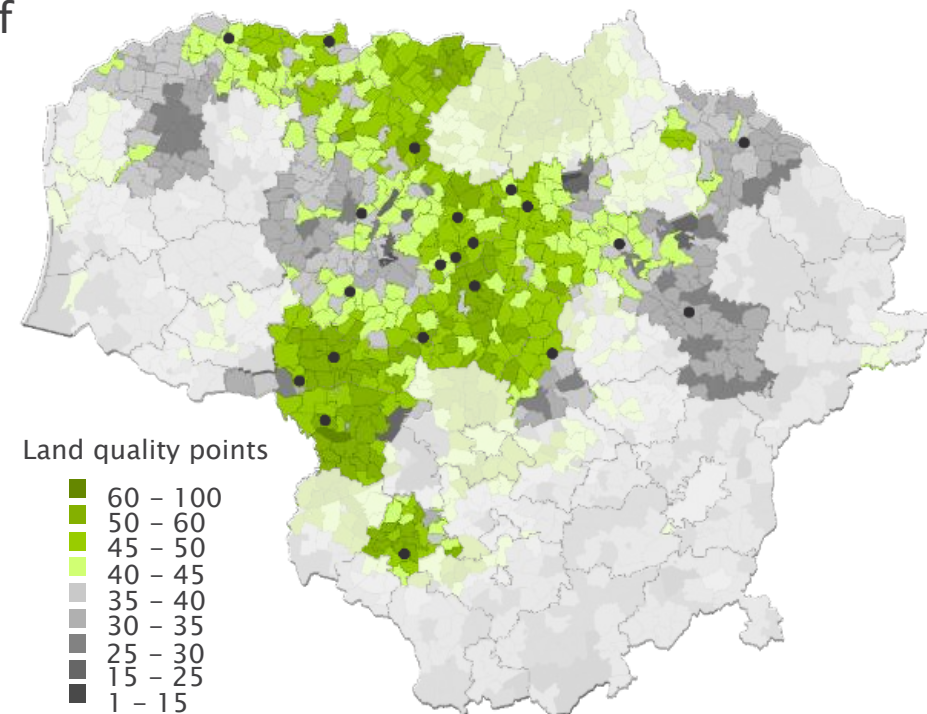 f
Land quality points
60 – 100
50 – 60
45 – 50
40 – 45
35 – 40
30 – 35
25 – 30
15 – 25
1 – 15